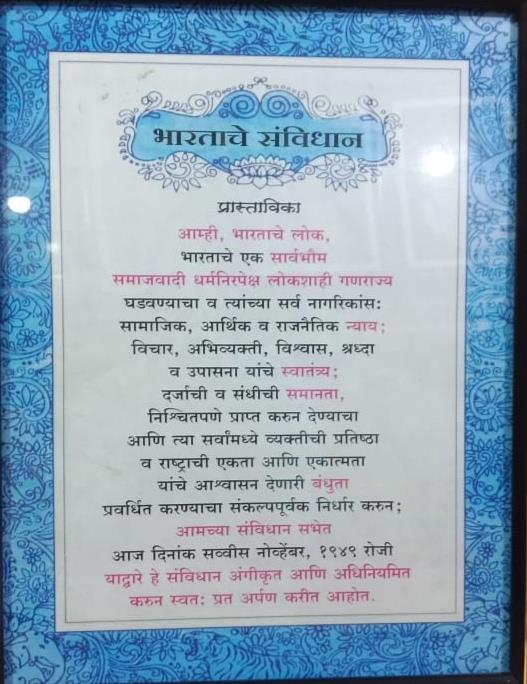 भारताचे संविधान
प्रास्ताविका
आम्ही, भारताचे लोक,
भारताचे एक सार्वभौम
समाजवादी धर्मनिरपेक्ष लोकशाही गणराज्य
घडवण्याचा व त्यांच्या सर्व नागरिकांस:
सामाजिक, आर्थिक व राजनैतिक न्याय;
विचार, अभिव्यक्ती, विश्वास, श्रध्दा
व उपासना यांचे स्वातंत्र्य;
दर्जाची व संधीची समानता,
निश्चितपणे प्राप्त करुन देण्याचा
आणि त्या सर्वांमध्ये व्यक्तीची प्रतिष्ठा
व राष्ट्राची एकता आणि एकात्मता
यांचे आश्वासन देणारी बंधुता
प्रवर्धित करण्याचा संकल्पपूर्वक निर्धार करुन;
आमच्या संविधान सभेत
आज दिनांक सव्वीस नोव्हेंबर, १९४९ रोजी
याद्वारे हे संविधान अंगीकृत आणि अधिनियमित
करुन स्वत: प्रत अर्पण करीत आहोत.